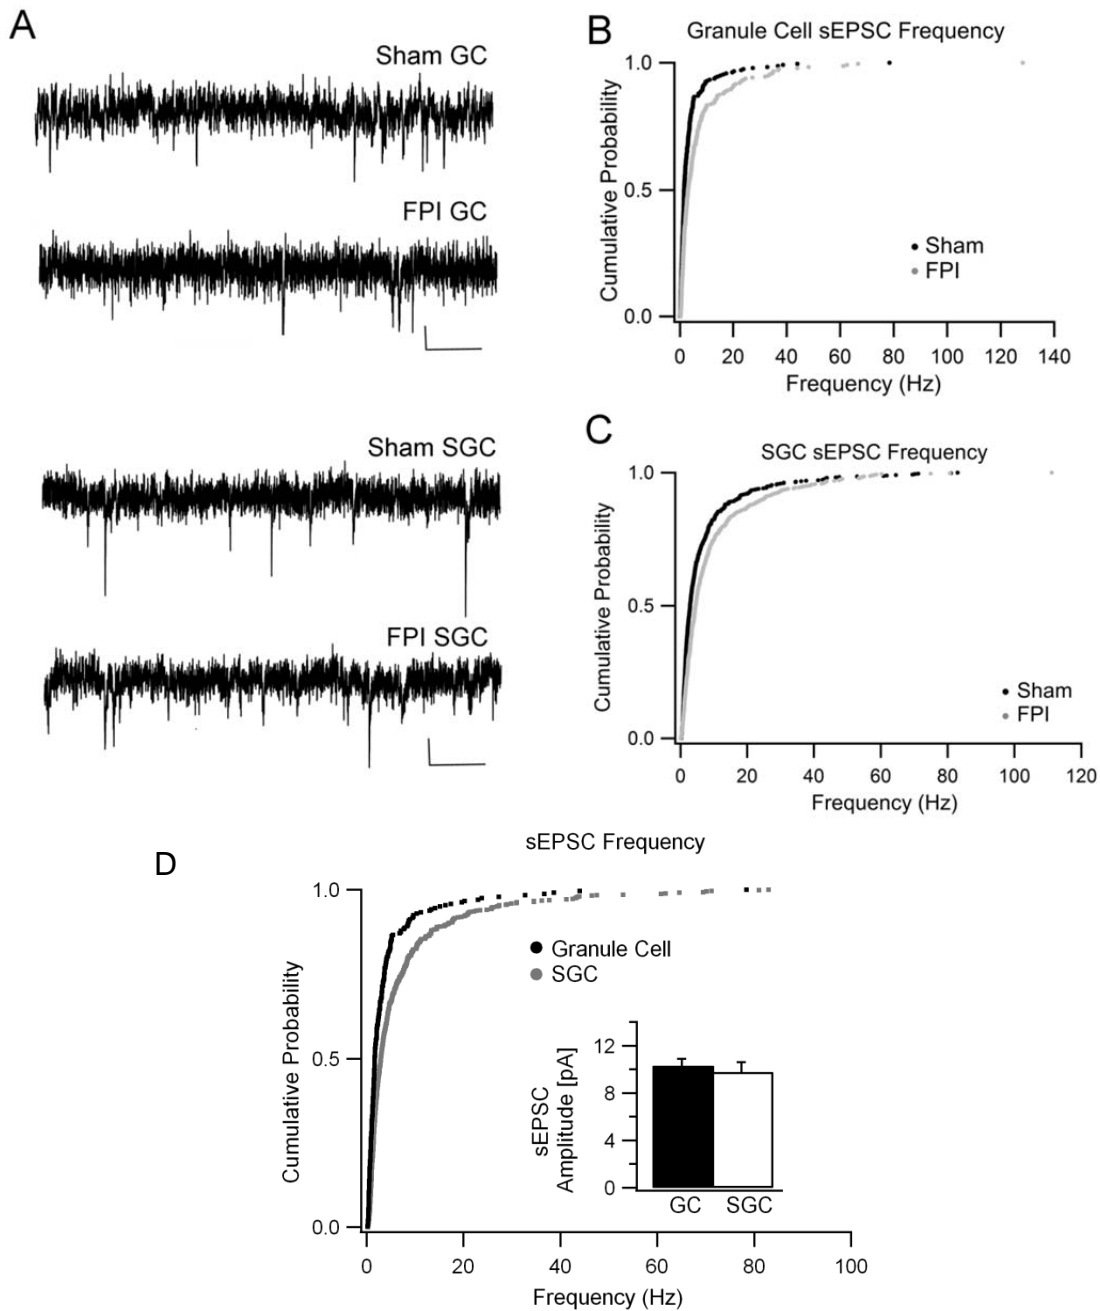 A
Sham GC
FPI GC
Sham SGC
FPI SGC
B
Granule Cell sEPSC Frequency
Cumulative Probability
1.0
0.5
0.0
Sham
FPI
0 20 40 60 80 100 120 140
Frequency (Hz)
C
SGC sEPSC Frequency
Cumulative Probability
1.0
0.5
0.0
Sham
FPI
0 20 40 60 80 100 120
Frequency (Hz)
D
sEPSC Frequency
Cumulative Probability
1.0
0.5
0.0
Granule Cell
SGC
sEPSC
Amplitude [pA]
12
8
4
0
GC SGC
0 20 40 60 80 100
Frequency (Hz)